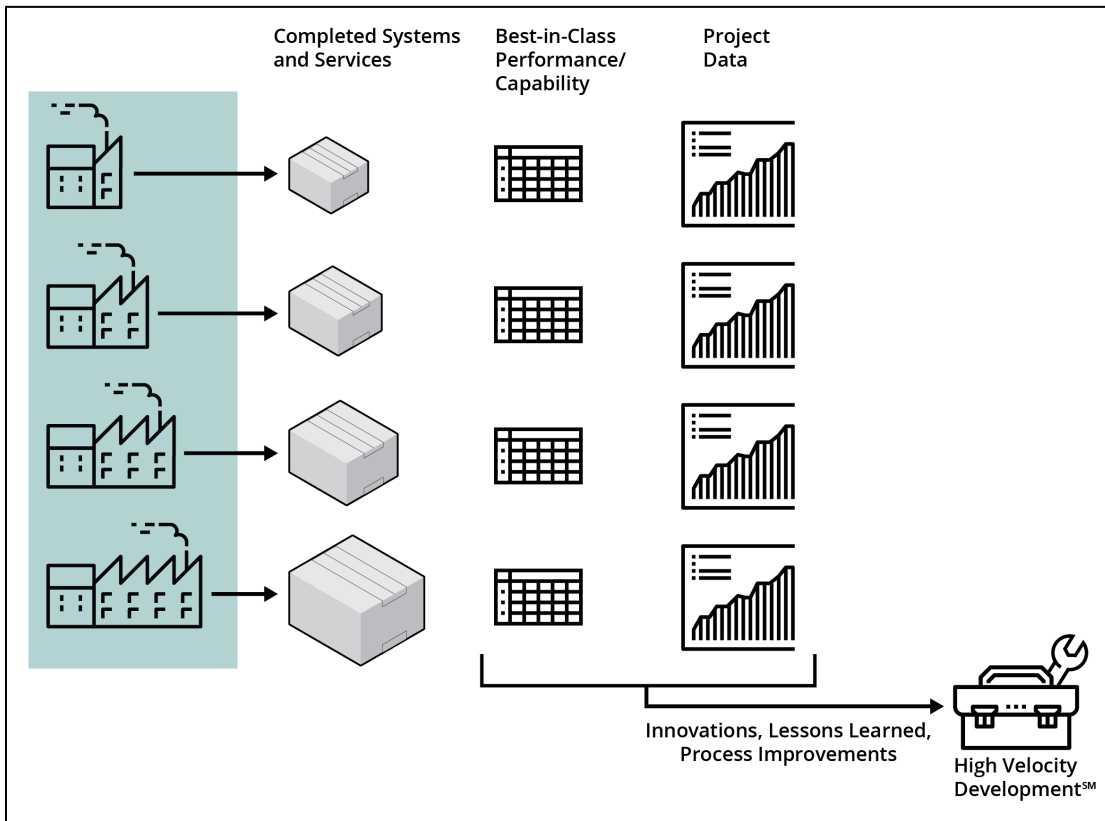 Completed Systems
and Services
Best-in-Class
Performance/
Capability
Project
Data
Innovations, Lessons Learned,
Process Improvements
High Velocity
Development℠